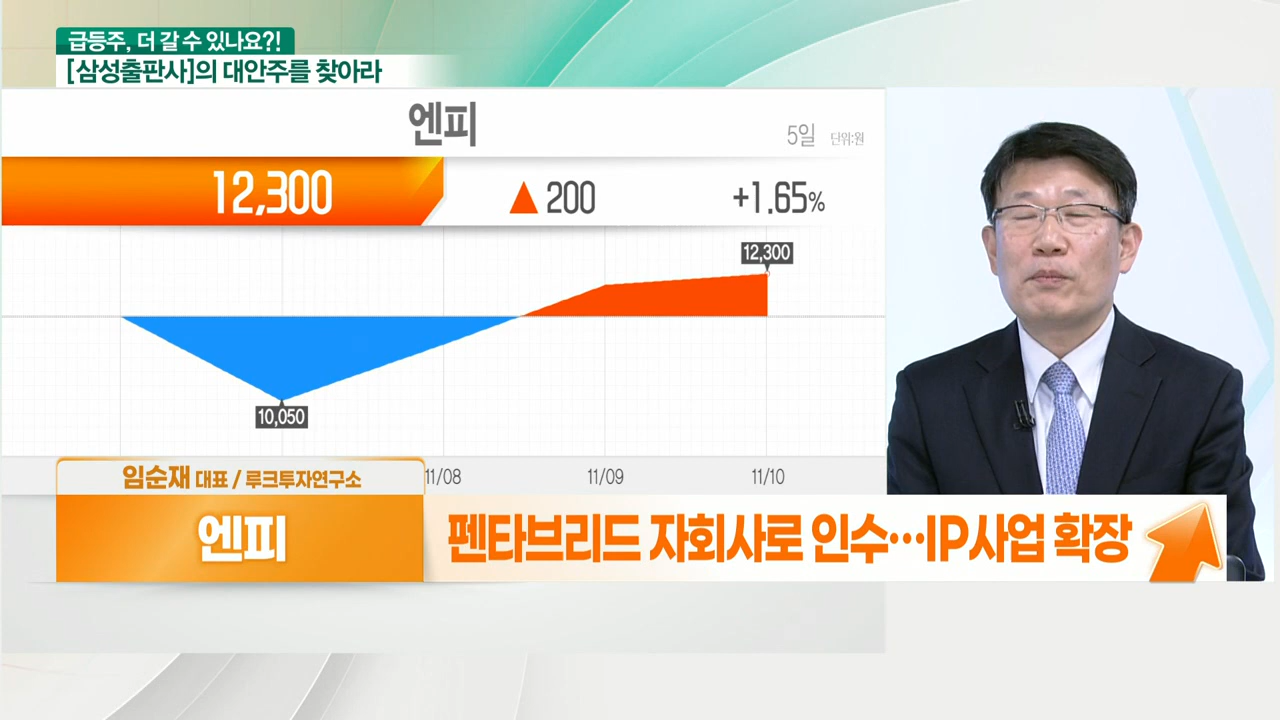 급등주, 더 갈 수 있나요?!
[삼성출판사]의 대안주를 찾아라
엔피
5일 단위:원
12,300 ▲200 +1.65%
12,300
10,050
11/08 11/09 11/10
임순재 대표 / 루크투자연구소
엔피
펜타브리드 자회사로 인수…IP사업 확장